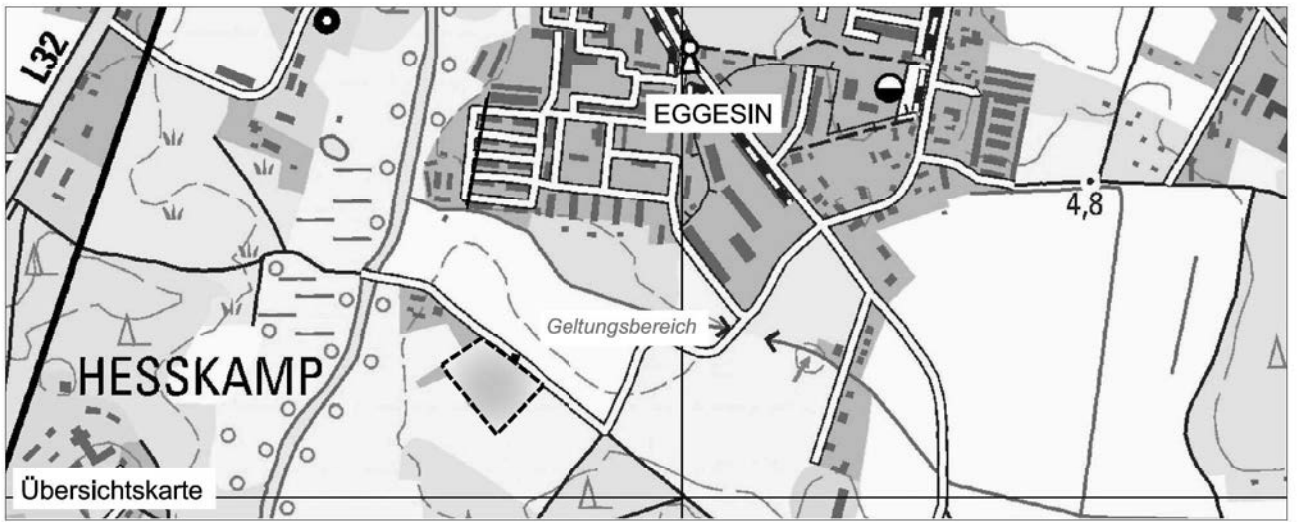 L32
EGGESIN
4,8
Geltungsbereich
HESSKAMP
Übersichtskarte